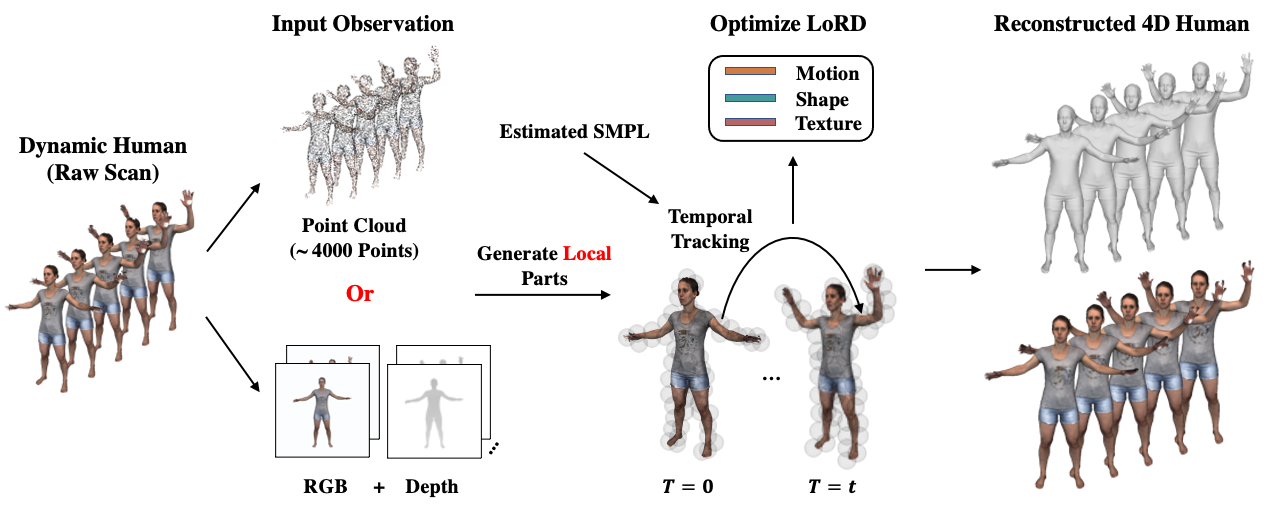 Input Observation
Optimize LoRD
Reconstructed 4D Human
Motion
Shape
Texture
Dynamic Human
(Raw Scan)
Estimated SMPL
Point Cloud
(~ 4000 Points)
Or
Generate Local
Parts
Temporal
Tracking
...
RGB + Depth
T = 0
T = t